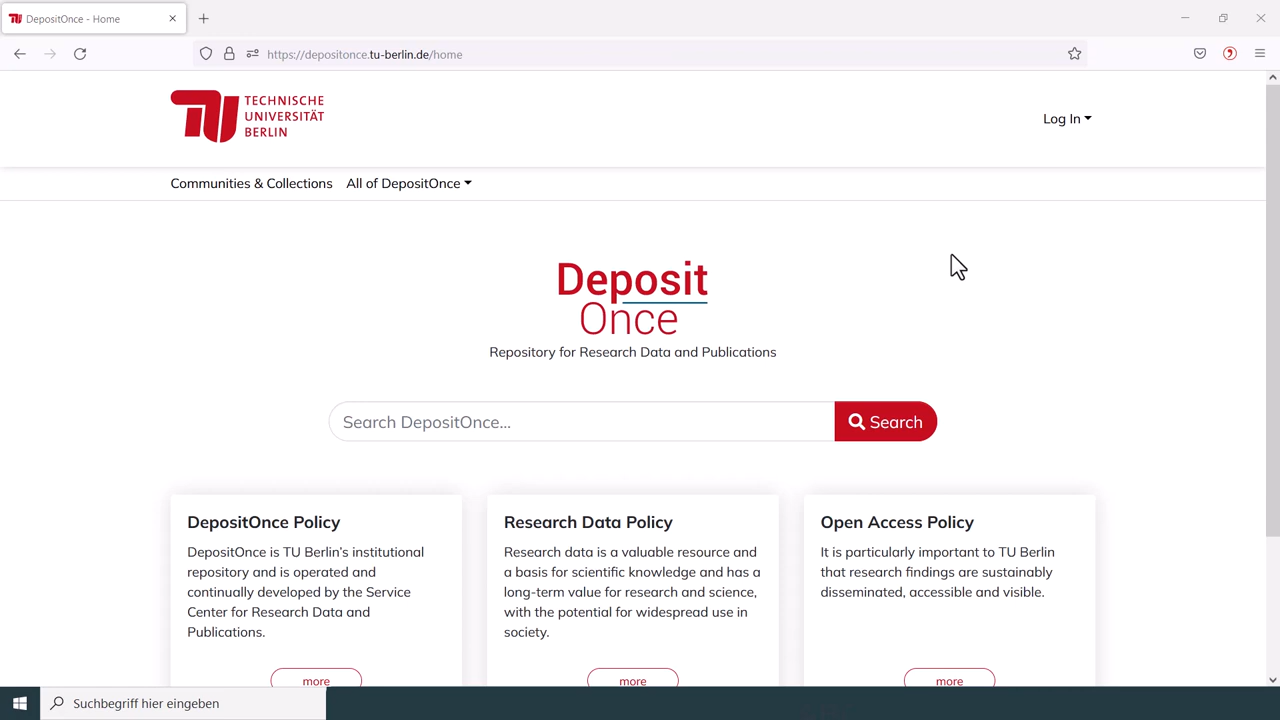 DepositOnce - Home
https://depositonce.tu-berlin.de/home
TECHNISCHE
UNIVERSITÄT
BERLIN
Log In
Communities & Collections All of DepositOnce
Deposit
Once
Repository for Research Data and Publications
Search DepositOnce...
Search
DepositOnce Policy
DepositOnce is TU Berlin’s institutional
repository and is operated and
continually developed by the Service
Center for Research Data and
Publications.
more
Research Data Policy
Research data is a valuable resource and
a basis for scientific knowledge and has a
long-term value for research and science,
with the potential for widespread use in
society.
more
Open Access Policy
It is particularly important to TU Berlin
that research findings are sustainably
disseminated, accessible and visible.
more
Suchbegriff hier eingeben